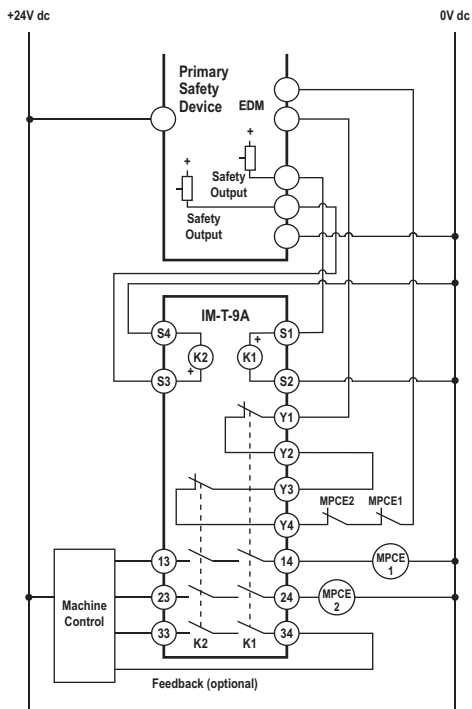 +24V dc
0V dc
Primary
Safety
Device
EDM
+
Safety
Output
+
Safety
Output
IM-T-9A
S4
K2
+
S3
+
K1
S1
S2
Y1
Y2
Y3
Y4
MPCE2
MPCE1
13
14
MPCE
1
23
24
MPCE
2
Machine
Control
33
K2
K1
34
Feedback (optional)